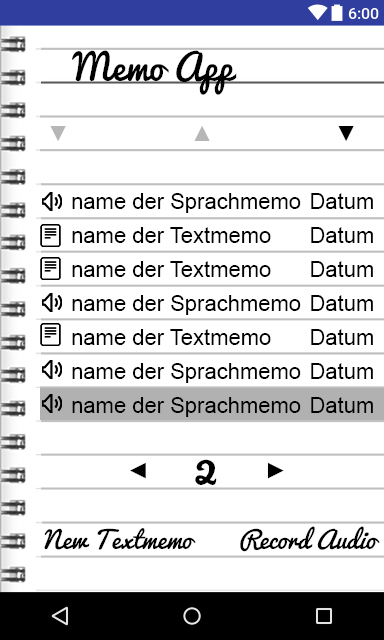 6:00
Memo App
name der Sprachmemo Datum
name der Textmemo Datum
name der Textmemo Datum
name der Sprachmemo Datum
name der Textmemo Datum
name der Sprachmemo Datum
name der Sprachmemo Datum
2
New Textmemo Record Audio